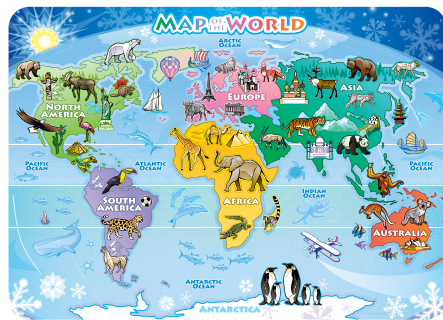 MAP OF THE WORLD
ARCTIC
OCEAN
NORTH
AMERICA
EUROPE
ASIA
PACIFIC
OCEAN
ATLANTIC
OCEAN
PACIFIC
OCEAN
SOUTH
AMERICA
AFRICA
INDIAN
OCEAN
AUSTRALIA
ANTARCTIC
OCEAN
ANTARCTICA